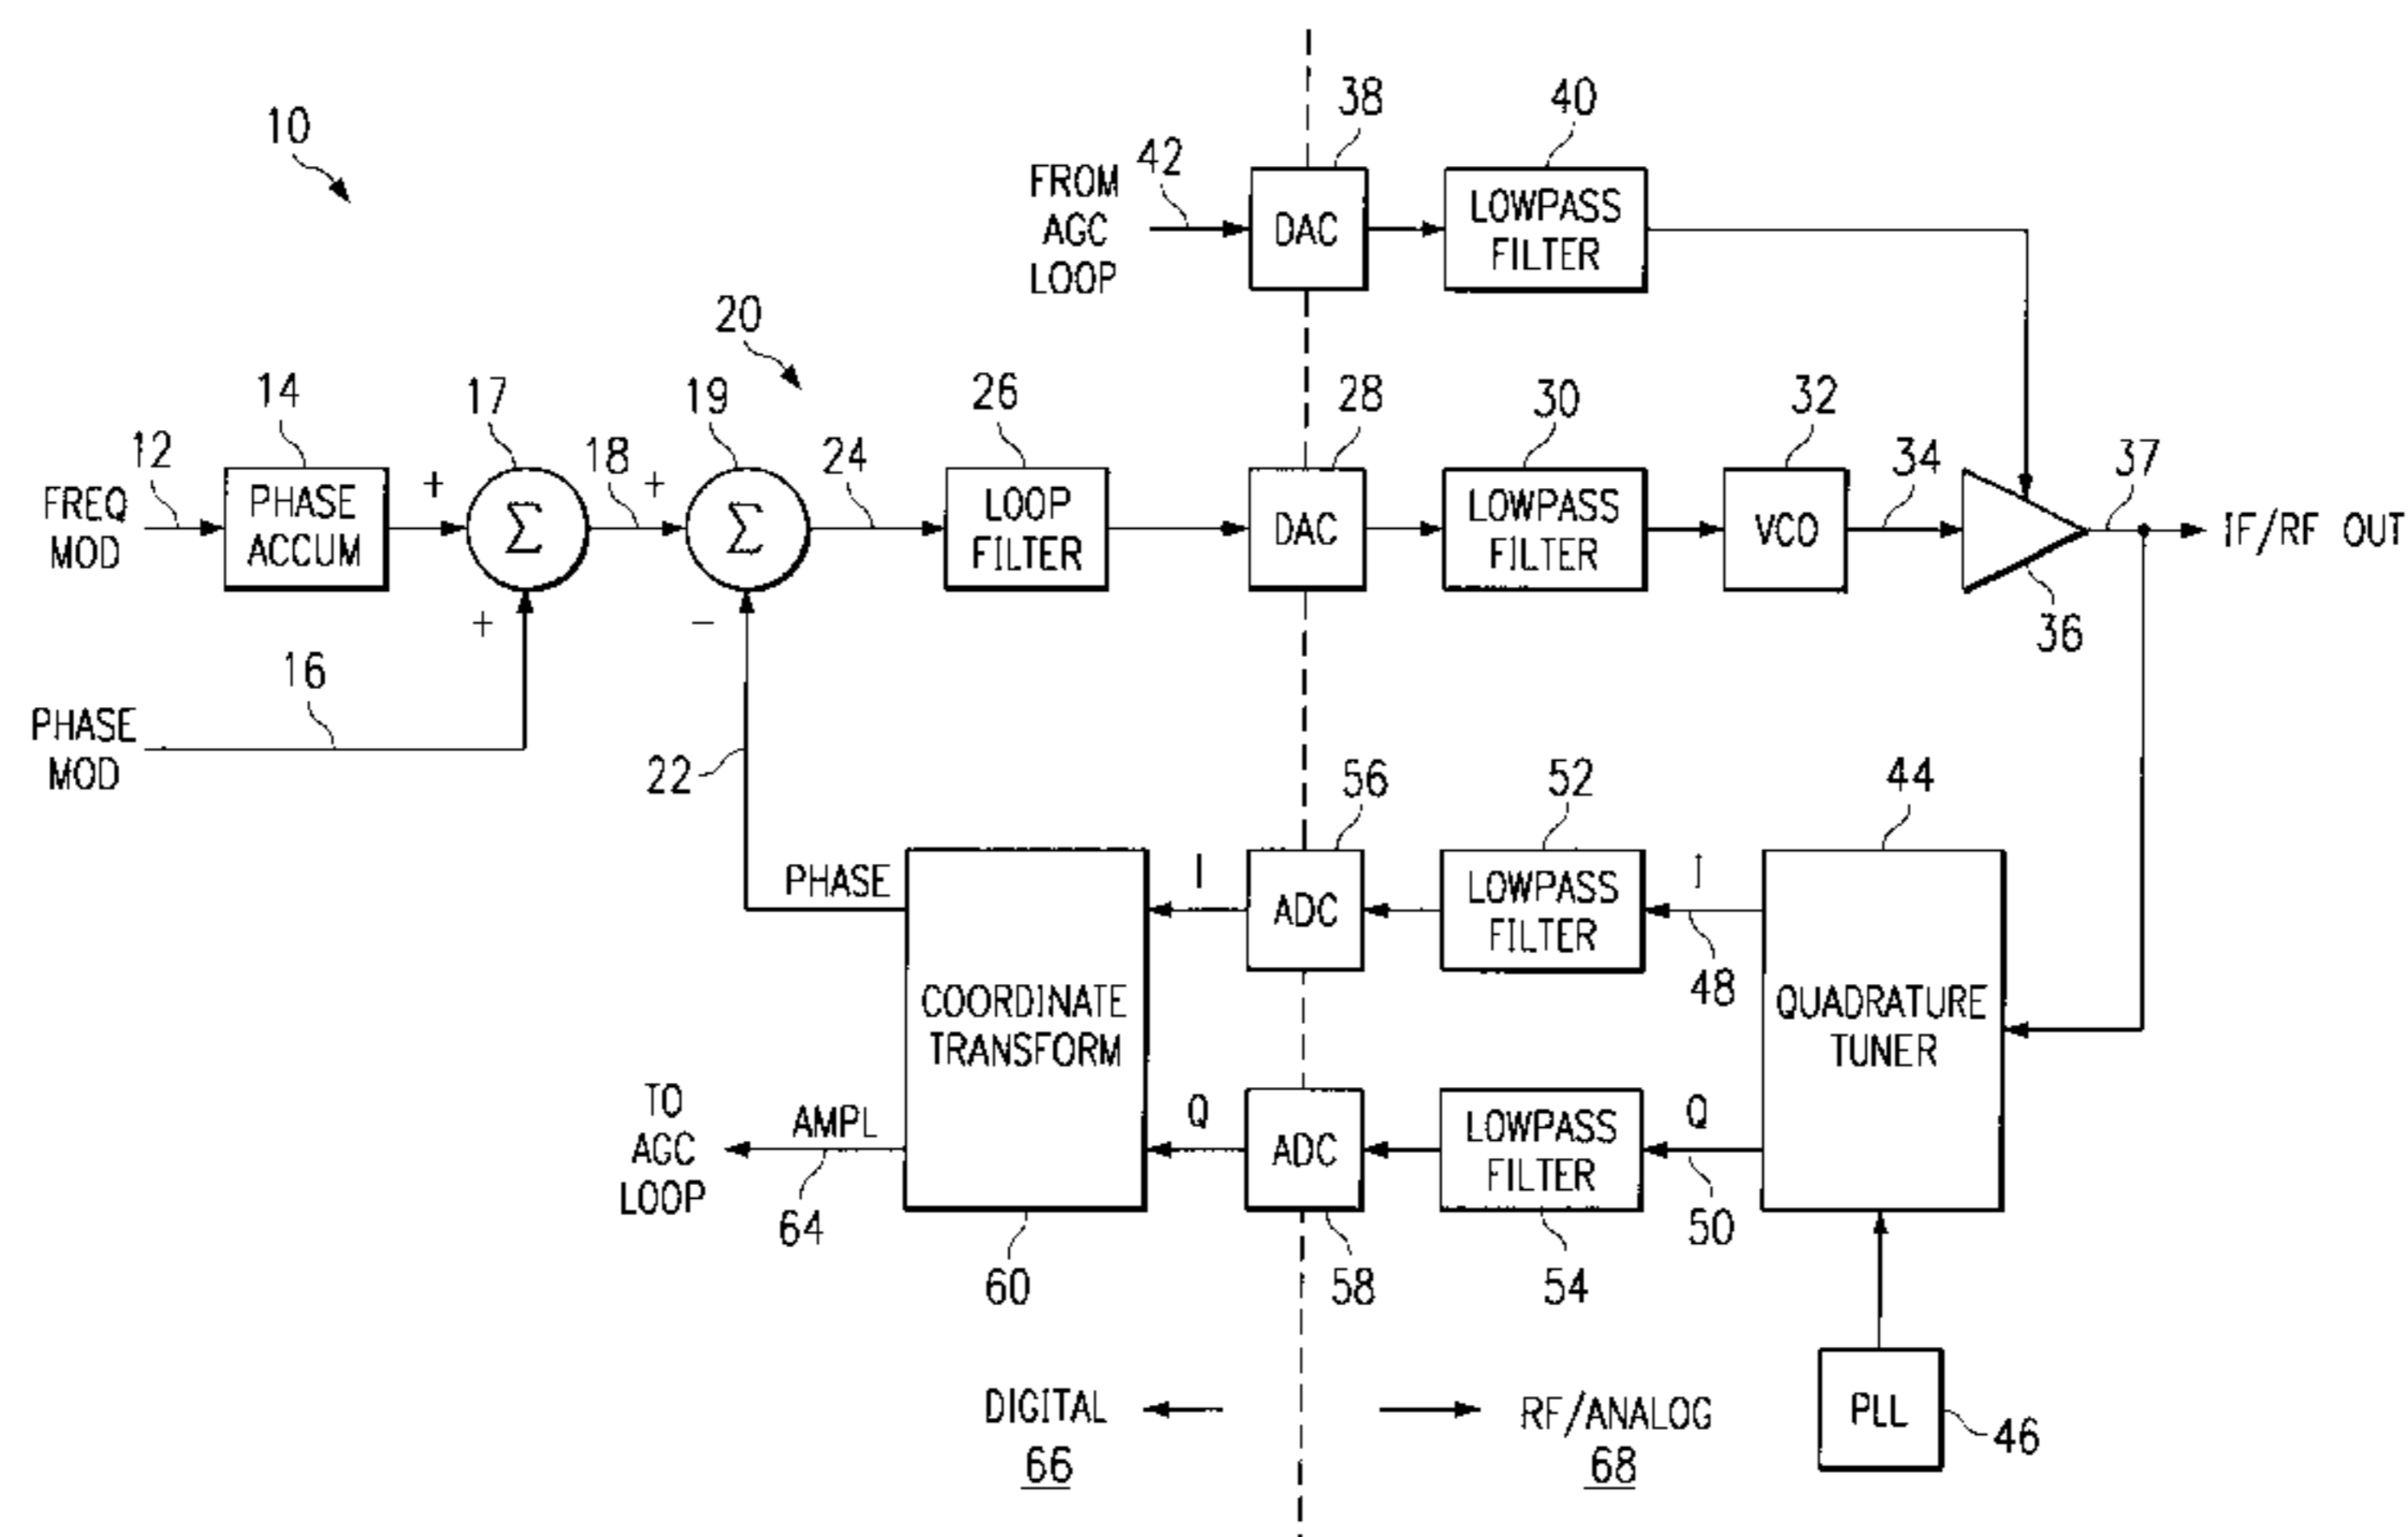 10
38
40
42
FROM
AGC
LOOP
DAC
LOWPASS
FILTER
20
14
17
19
26
28
30
32
12
18
24
34
37
FREQ
MOD
PHASE
ACCUM
+
Σ
+
Σ
LOOP
FILTER
DAC
LOWPASS
FILTER
VCO
IF/RF OUT
+
−
36
16
PHASE
MOD
22
56
52
44
PHASE
I
ADC
LOWPASS
FILTER
I
48
COORDINATE
TRANSFORM
QUADRATURE
TUNER
TO
AGC
LOOP
AMPL
64
Q
ADC
LOWPASS
FILTER
Q
50
60
58
54
DIGITAL
66
RF/ANALOG
68
PLL
46